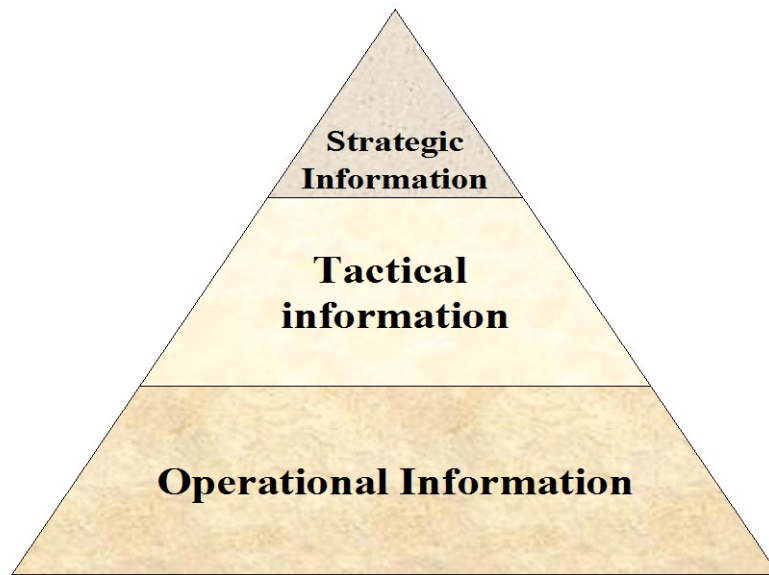 Strategic
Information
Tactical
information
Operational Information